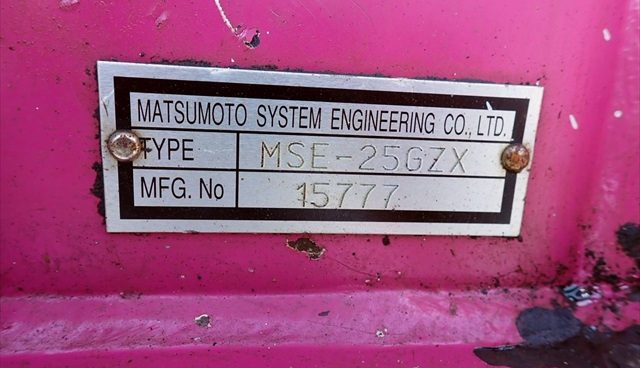 MATSUMOTO SYSTEM ENGINEERING CO., LTD.
TYPE MSE-25GZX
MFG. No 15777